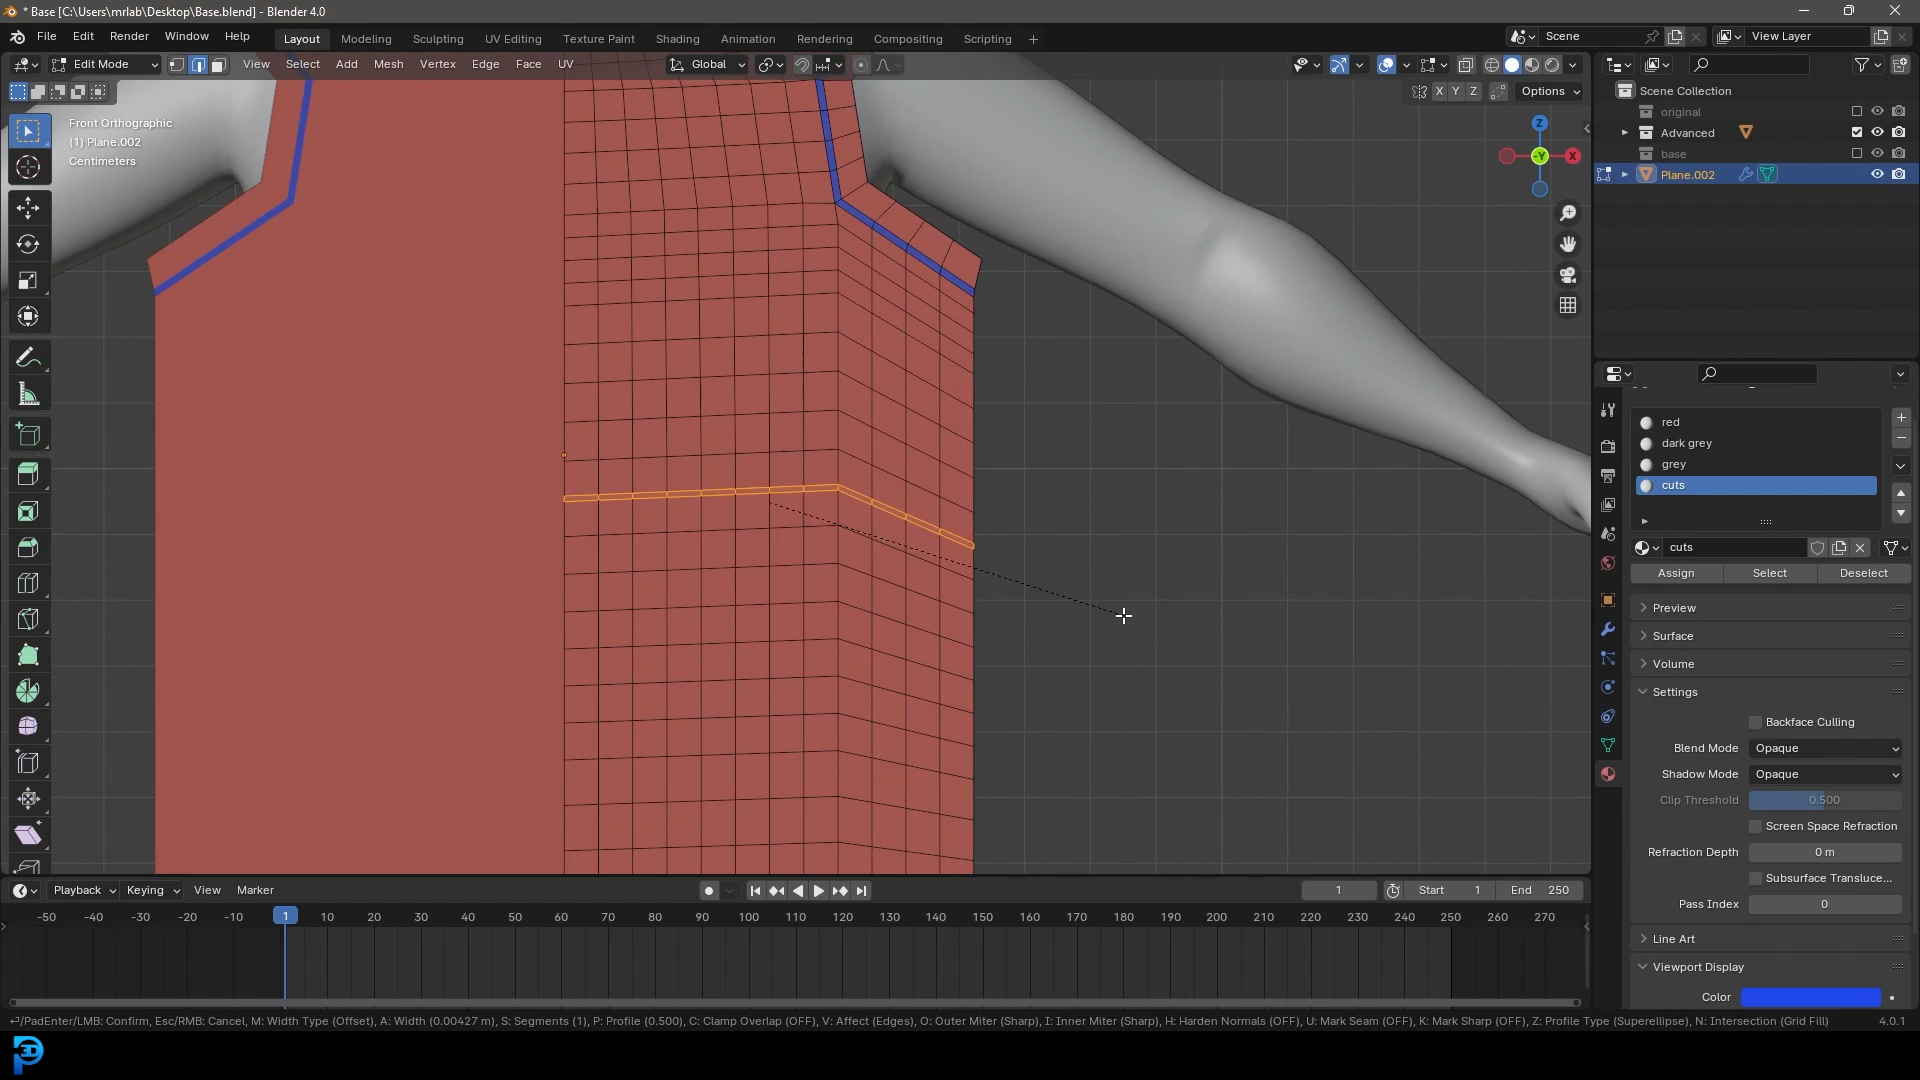 * Base [C:\Users\mrlab\Desktop\Base.blend] - Blender 4.0
File Edit Render Window Help
Layout Modeling Sculpting UV Editing Texture Paint Shading Animation Rendering Compositing Scripting +
Scene
View Layer
Edit Mode
View Select Add Mesh Vertex Edge Face UV
Global
X Y Z
Options
Front Orthographic
(1) Plane.002
Centimeters
Z
-Y
X
Scene Collection
original
Advanced
base
Plane.002
red
dark grey
grey
cuts
cuts
Assign
Select
Deselect
Preview
Surface
Volume
Settings
Backface Culling
Blend Mode Opaque
Shadow Mode Opaque
Clip Threshold 0.500
Screen Space Refraction
Refraction Depth 0 m
Subsurface Transluce...
Pass Index 0
Line Art
Viewport Display
Color
Playback Keying View Marker
1
Start 1
End 250
-50 -40 -30 -20 -10 1 10 20 30 40 50 60 70 80 90 100 110 120 130 140 150 160 170 180 190 200 210 220 230 240 250 260 270
⏎/PadEnter/LMB: Confirm, Esc/RMB: Cancel, M: Width Type (Offset), A: Width (0.00427 m), S: Segments (1), P: Profile (0.500), C: Clamp Overlap (OFF), V: Affect (Edges), O: Outer Miter (Sharp), I: Inner Miter (Sharp), H: Harden Normals (OFF), U: Mark Seam (OFF), K: Mark Sharp (OFF), Z: Profile Type (Superellipse), N: Intersection (Grid Fill)
4.0.1